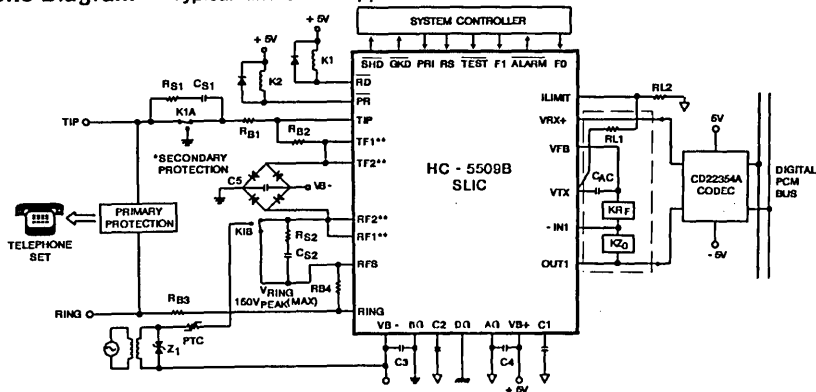 Diagram
SYSTEM CONTROLLER
+ 5V
+ 5V
K1
K2
SHD GKD PRI RS TEST F1 ALARM F0
RD
PR
RS1 CS1
K1A
TIP
RB1
TIP
RB2
TF1**
*SECONDARY
PROTECTION
TF2**
C5
VB -
HC - 5509B
SLIC
ILIMIT
RL2
VRX+
RL1
VFB
CAC
VTX
KRF
- IN1
KZO
OUT1
5V
CD22354A
CODEC
- 5V
DIGITAL
PCM
BUS
PRIMARY
PROTECTION
TELEPHONE
SET
KIB
RS2
CS2
RF2**
RF1**
RFS
VRING
150VPEAK(MAX)
RB4
RING
RB3
RING
Z1
PTC
VB - BG C2 DG AG VB+ C1
C3
C4
+ 5V